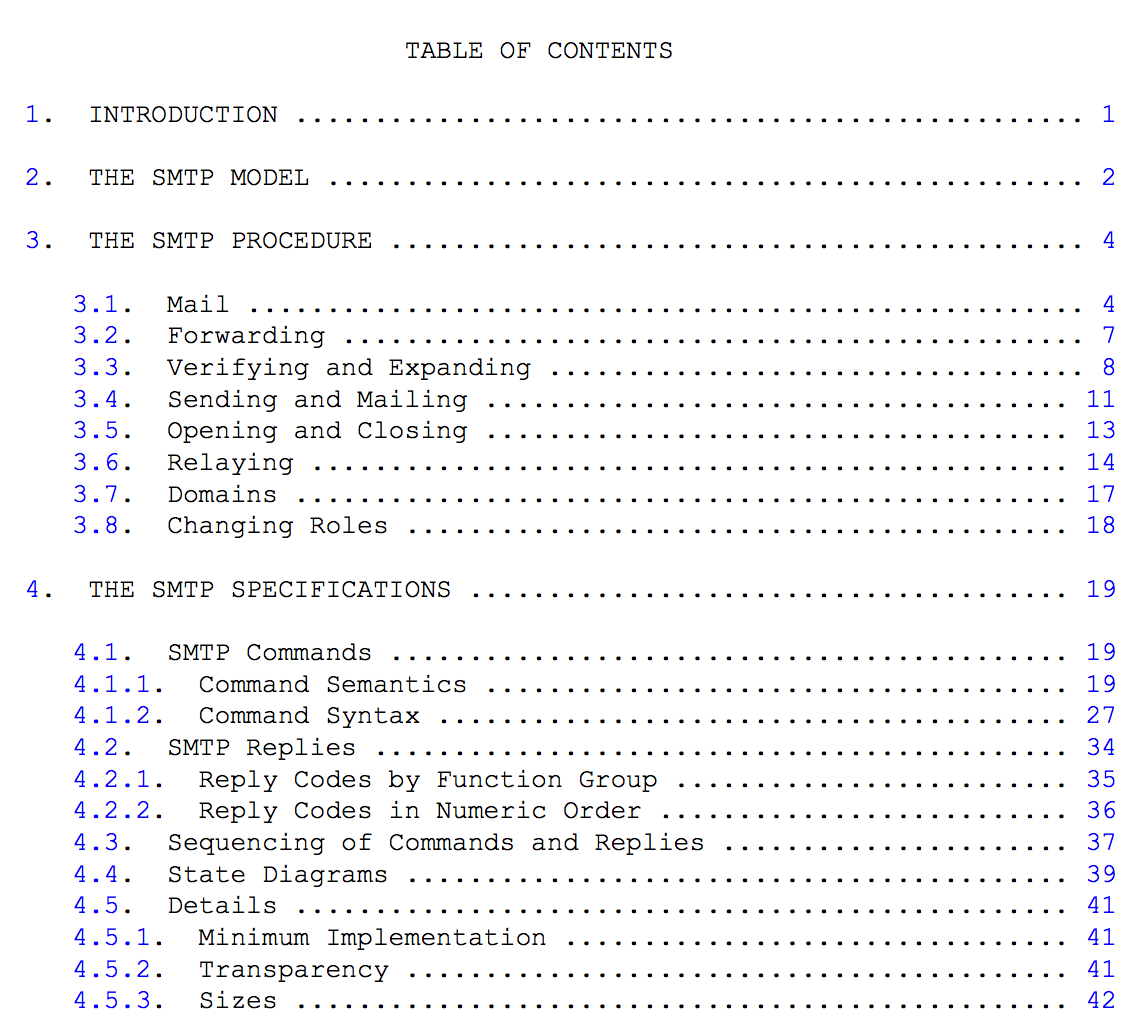 TABLE OF CONTENTS
1. INTRODUCTION .................................................. 1
2. THE SMTP MODEL ................................................ 2
3. THE SMTP PROCEDURE ............................................ 4
3.1. Mail ..................................................... 4
3.2. Forwarding ............................................... 7
3.3. Verifying and Expanding .................................. 8
3.4. Sending and Mailing ..................................... 11
3.5. Opening and Closing ..................................... 13
3.6. Relaying ................................................ 14
3.7. Domains ................................................. 17
3.8. Changing Roles .......................................... 18
4. THE SMTP SPECIFICATIONS ...................................... 19
4.1. SMTP Commands ........................................... 19
4.1.1. Command Semantics ..................................... 19
4.1.2. Command Syntax ........................................ 27
4.2. SMTP Replies ............................................ 34
4.2.1. Reply Codes by Function Group ......................... 35
4.2.2. Reply Codes in Numeric Order .......................... 36
4.3. Sequencing of Commands and Replies ...................... 37
4.4. State Diagrams .......................................... 39
4.5. Details ................................................. 41
4.5.1. Minimum Implementation ................................ 41
4.5.2. Transparency .......................................... 41
4.5.3. Sizes ................................................. 42